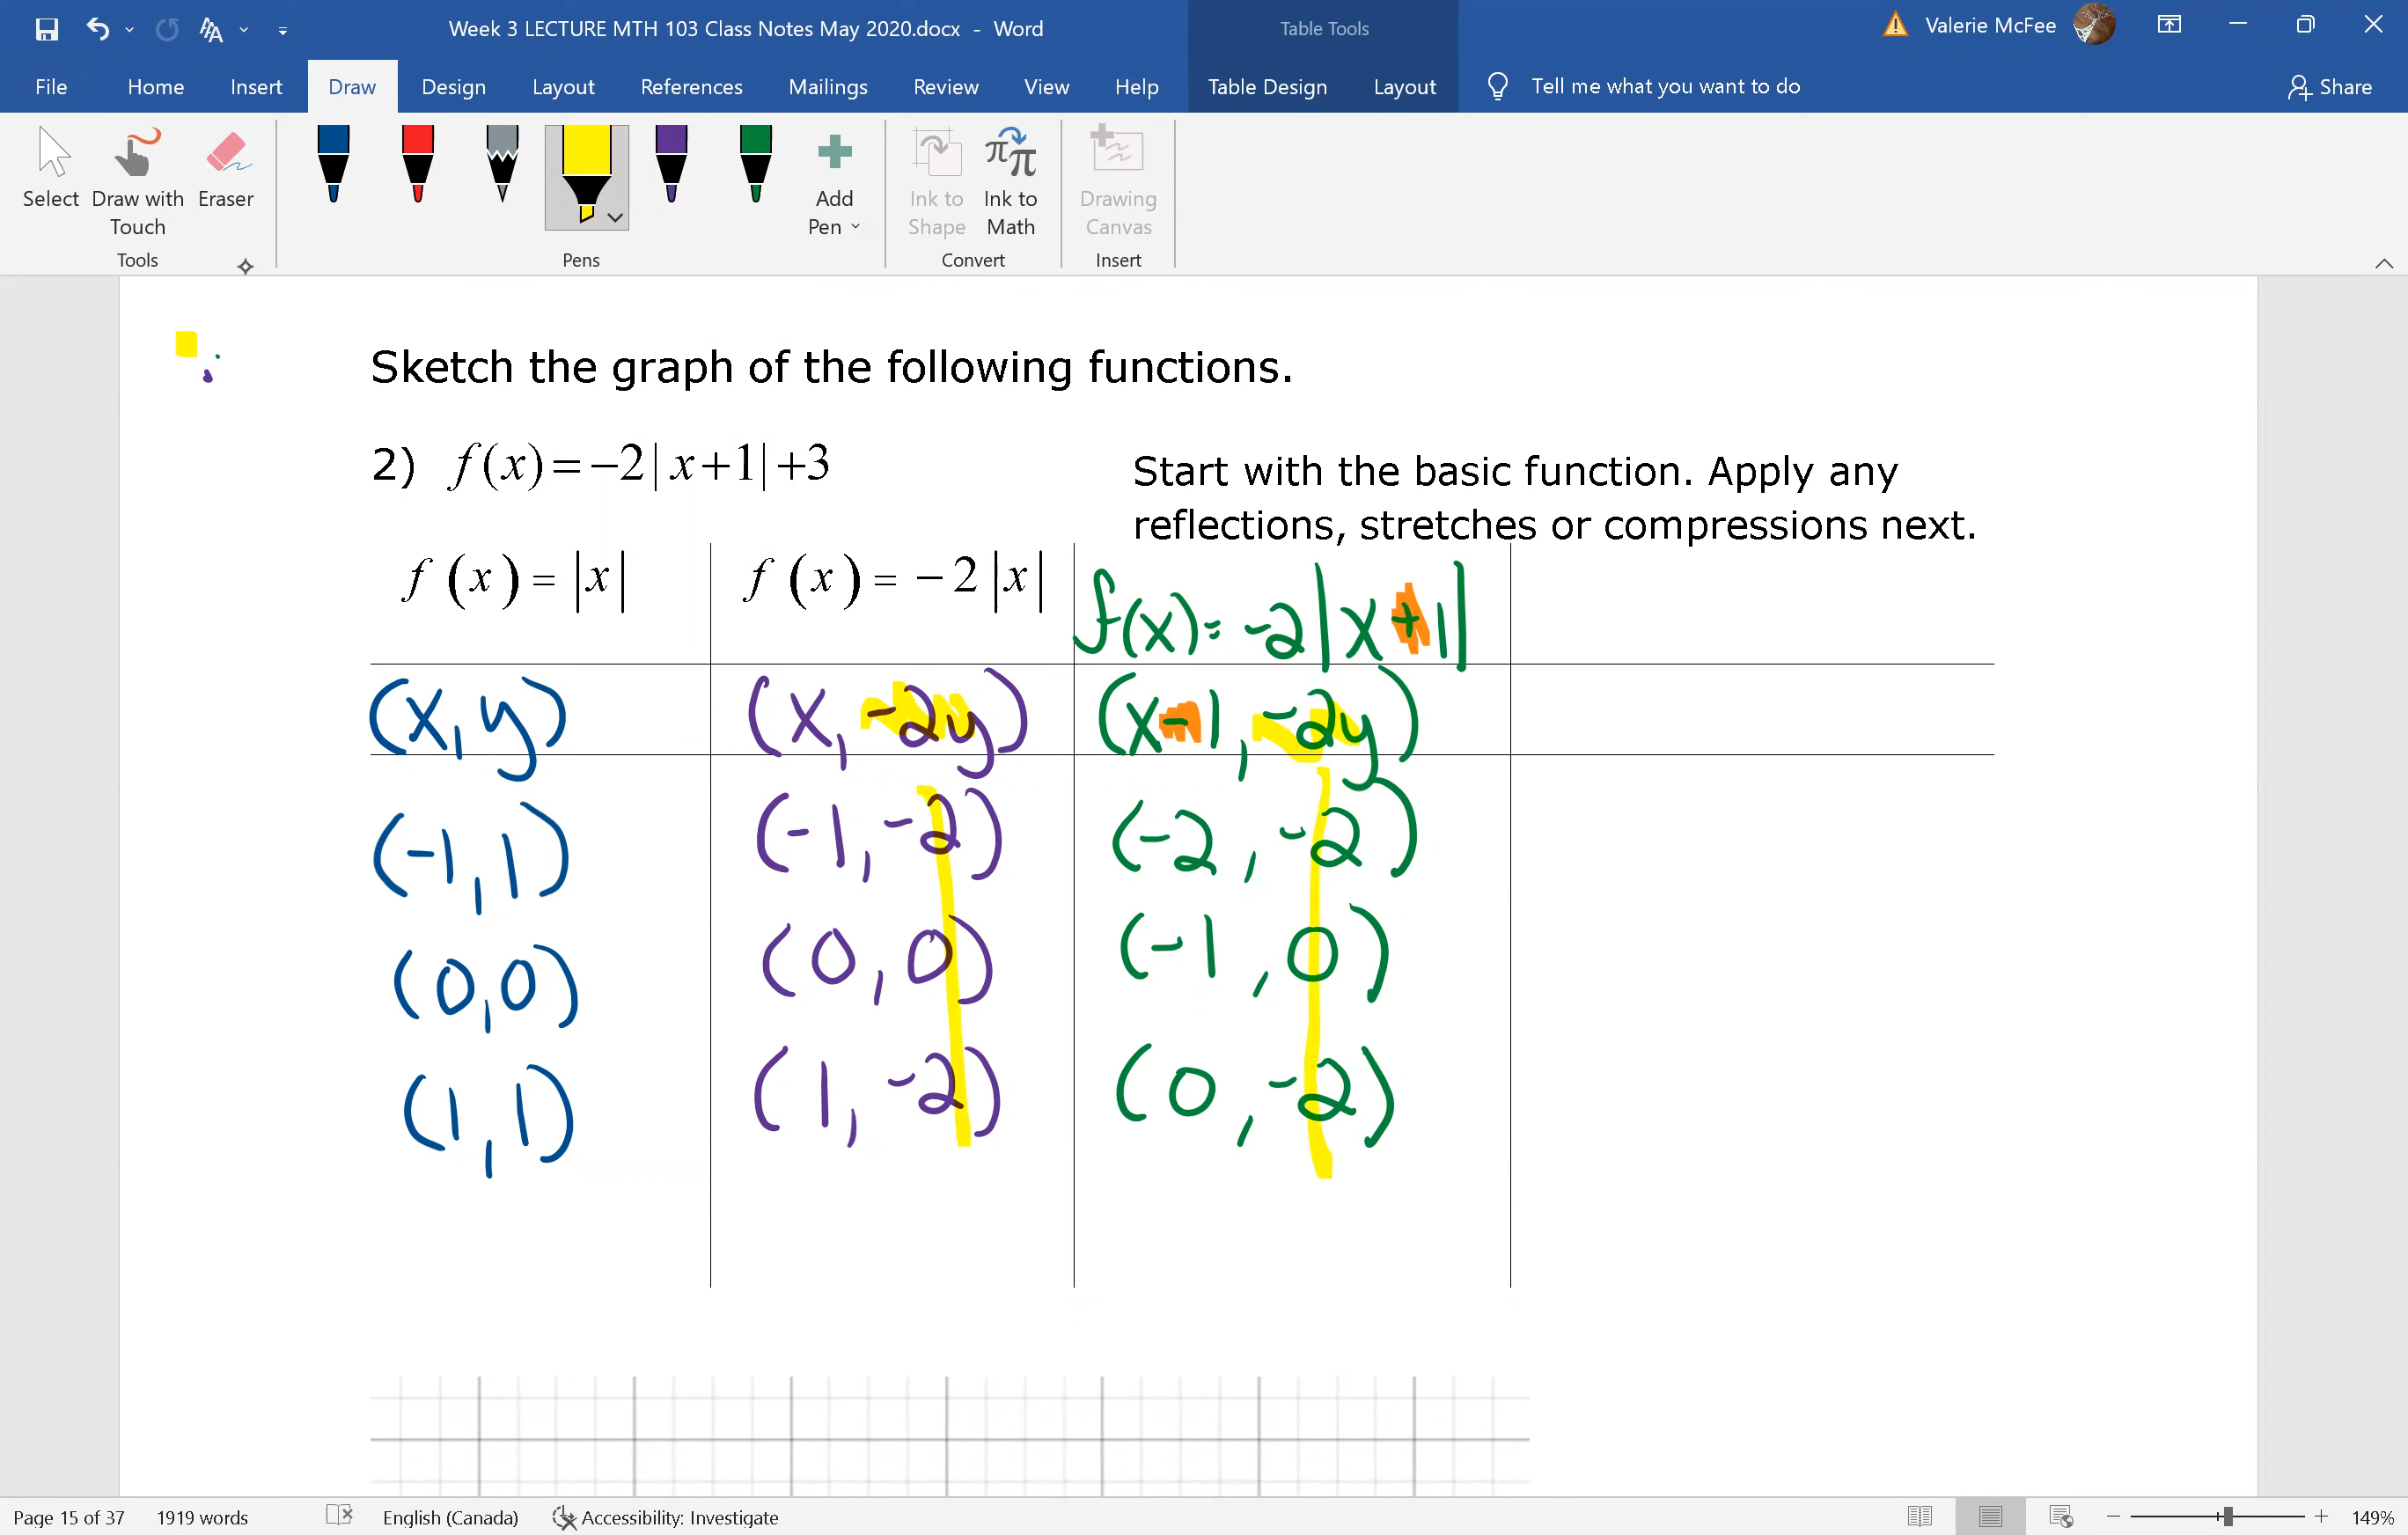 Week 3 LECTURE MTH 103 Class Notes May 2020.docx - Word
Table Tools
Valerie McFee
File Home Insert Draw Design Layout References Mailings Review View Help Table Design Layout Tell me what you want to do Share
Select Draw with Touch Eraser Add Pen Ink to Shape Ink to Math Drawing Canvas
Tools Pens Convert Insert
Sketch the graph of the following functions.
2) f(x)=−2|x+1|+3
Start with the basic function. Apply any
reflections, stretches or compressions next.
f(x)=|x| f(x)=−2|x| f(x)=-2|x+1|
(x,y) (x,-2y) (x-1,-2y)
(-1,1) (-1,-2) (-2,-2)
(0,0) (0,0) (-1,0)
(1,1) (1,-2) (0,-2)
Page 15 of 37 1919 words English (Canada) Accessibility: Investigate 149%